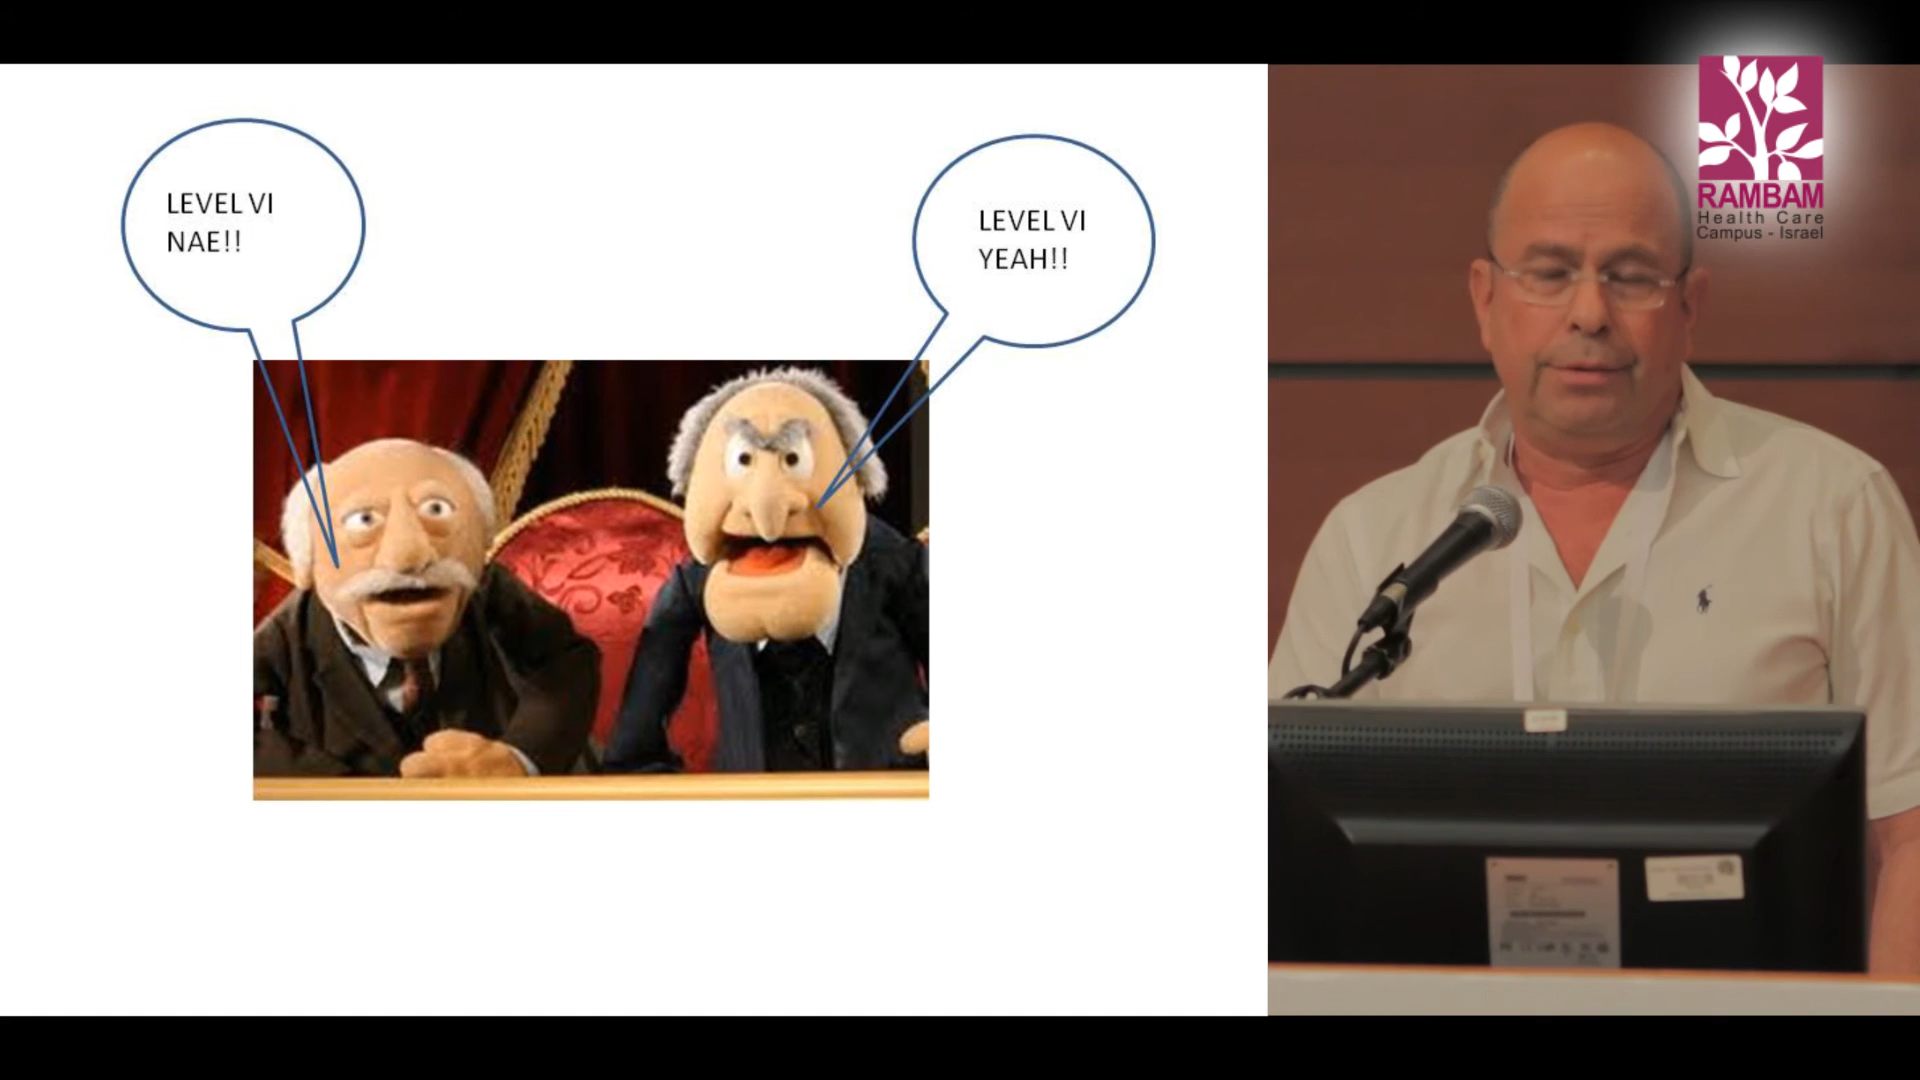 LEVEL VI
NAE!!
LEVEL VI
YEAH!!
RAMBAM
Health Care
Campus - Israel